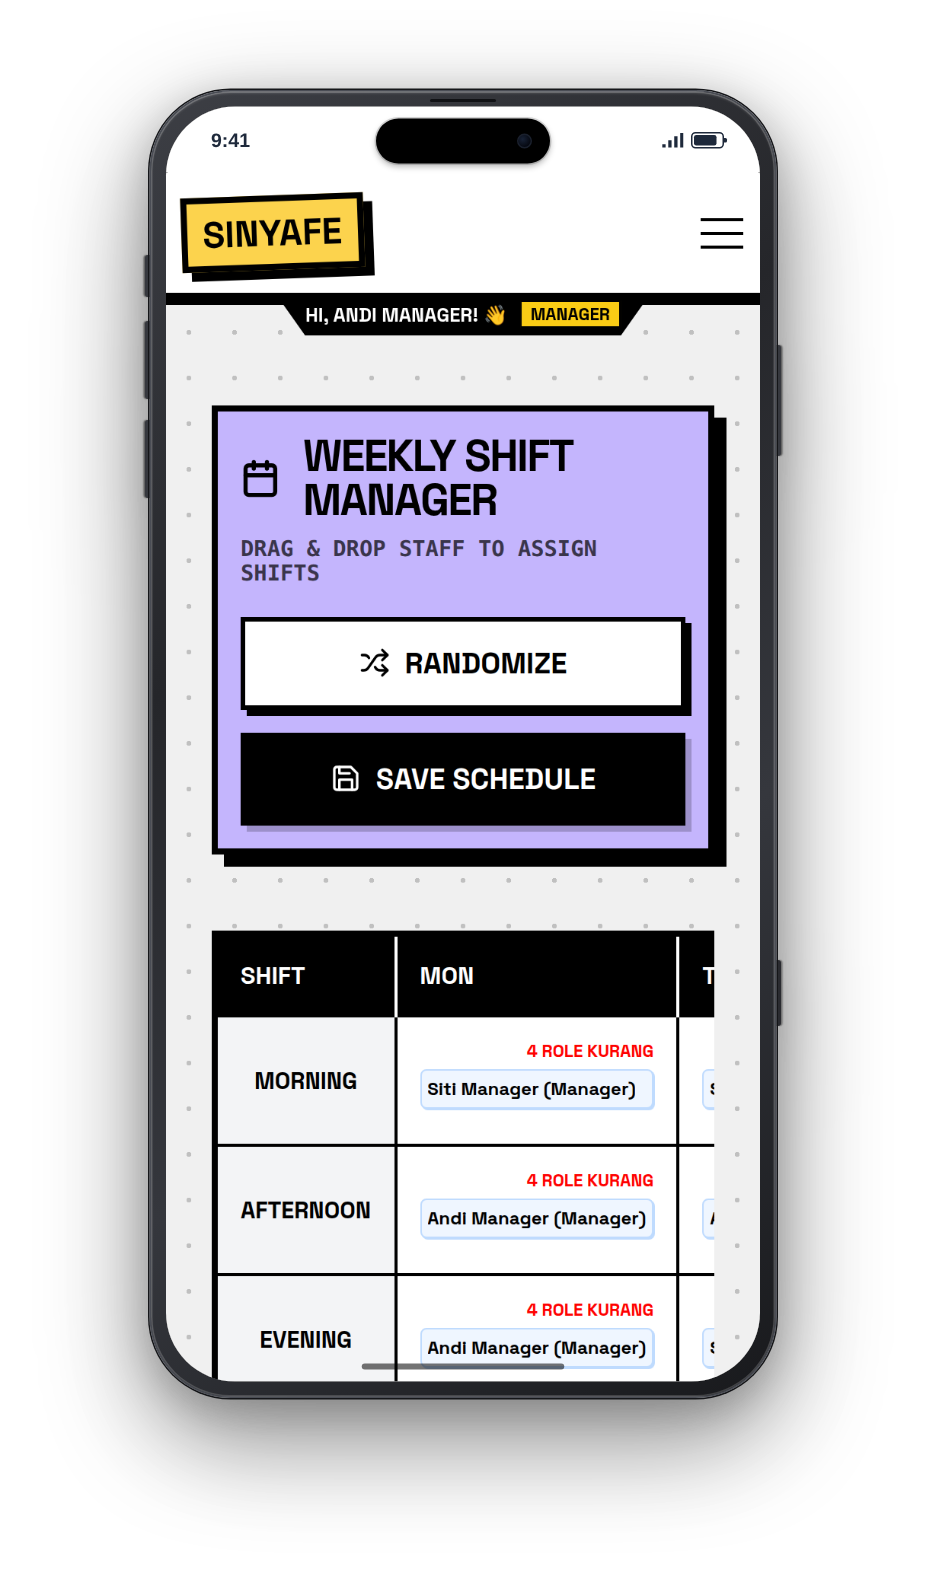 9:41
SINYAFE
HI, ANDI MANAGER! 👋 MANAGER
WEEKLY SHIFT
MANAGER
DRAG & DROP STAFF TO ASSIGN
SHIFTS
RANDOMIZE
SAVE SCHEDULE
SHIFT MON
MORNING
4 ROLE KURANG
Siti Manager (Manager)
AFTERNOON
4 ROLE KURANG
Andi Manager (Manager)
EVENING
4 ROLE KURANG
Andi Manager (Manager)